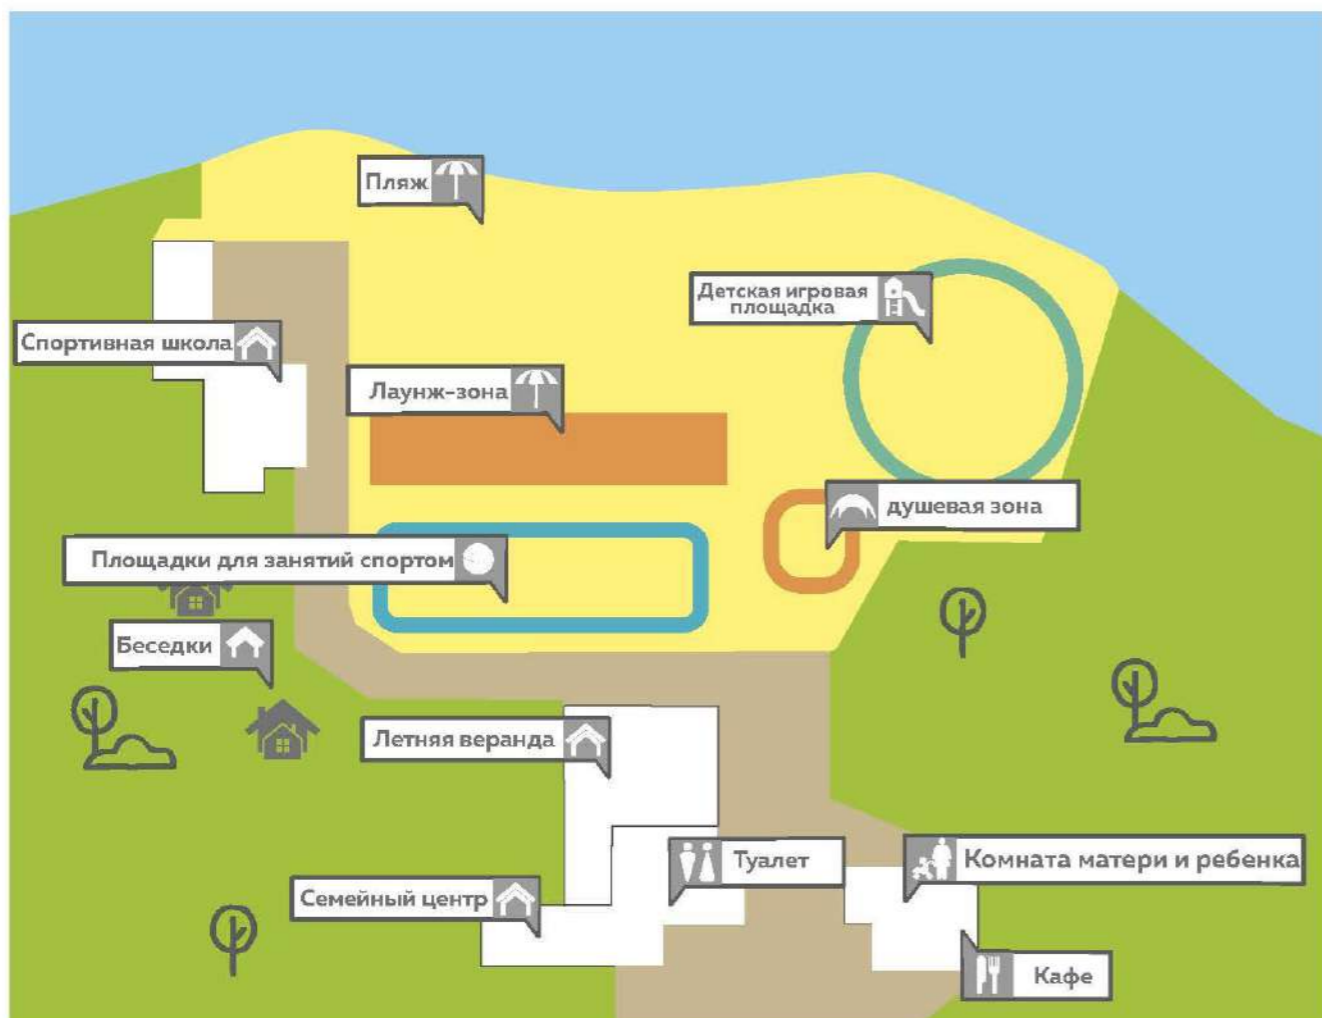 Пляж
Детская игровая
площадка
Спортивная школа
Лаунж-зона
душевая зона
Площадки для занятий спортом
Беседки
Летняя веранда
Туалет
Комната матери и ребенка
Семейный центр
Кафе